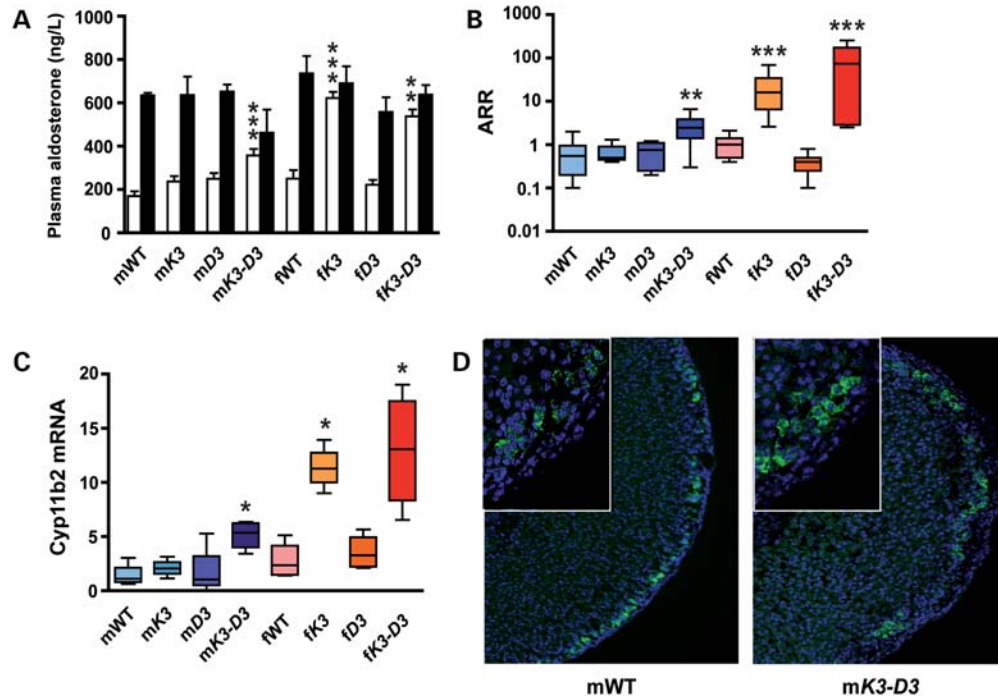 A
Plasma aldosterone (ng/L)
1000
800
600
400
200
0
***
***
**
mWT
mK3
mD3
mK3-D3
fWT
fK3
fD3
fK3-D3
B
ARR
1000
100
10
1
0.1
0.01
**
***
***
mWT
mK3
mD3
mK3-D3
fWT
fK3
fD3
fK3-D3
C
Cyp11b2 mRNA
20
15
10
5
0
*
*
*
mWT
mK3
mD3
mK3-D3
fWT
fK3
fD3
fK3-D3
D
mWT
mK3-D3